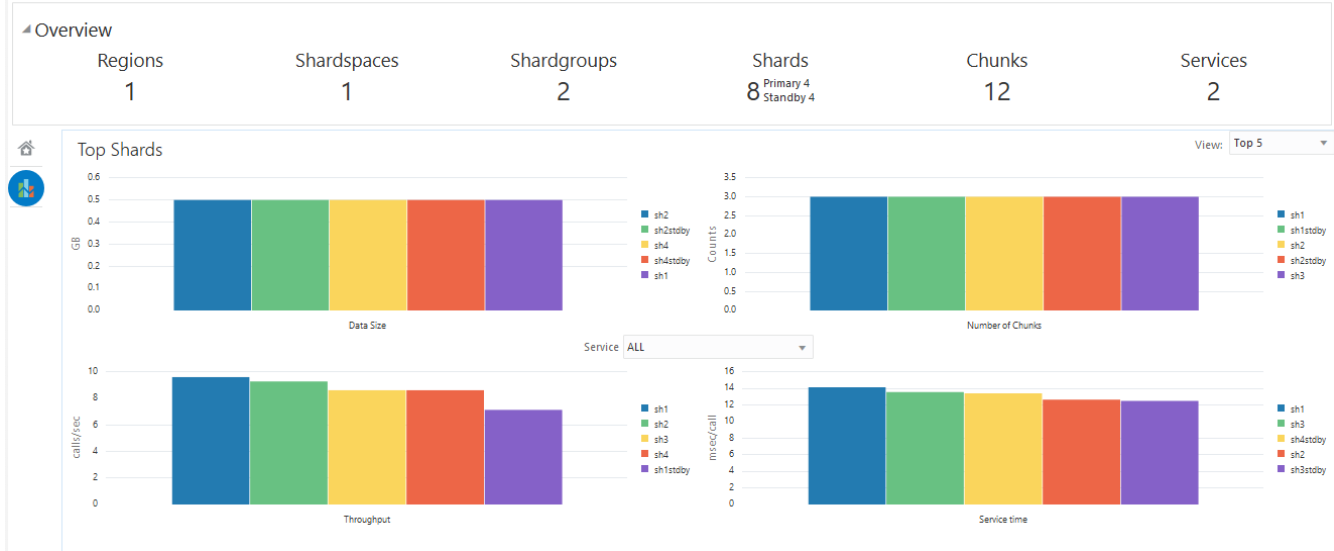 Overview
Regions Shardspaces Shardgroups Shards Chunks Services
1 1 2 8 Primary 4 Standby 4 12 2
Top Shards
View: Top 5
0.6
0.5
0.4
0.3
0.2
0.1
0.0
GB
Data Size
sh2
sh2stdby
sh4
sh4stdby
sh1
3.5
3.0
2.5
2.0
1.5
1.0
0.5
0.0
Counts
Number of Chunks
sh1
sh1stdby
sh2
sh2stdby
sh3
Service ALL
10
8
6
4
2
0
calls/sec
Throughput
sh1
sh2
sh3
sh4
sh1stdby
16
14
12
10
8
6
4
2
0
msec/call
Service time
sh1
sh3
sh4stdby
sh2
sh3stdby